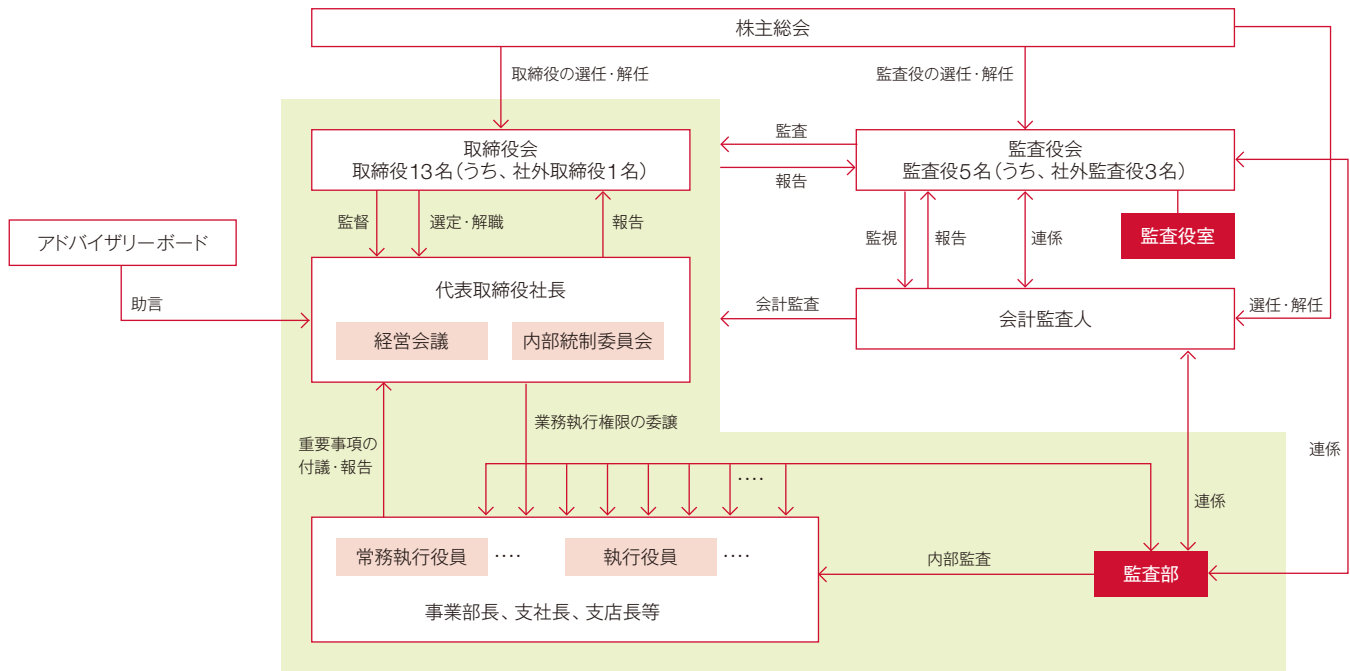 株主総会
取締役の選任・解任
監査役の選任・解任
取締役会
取締役13名（うち、社外取締役1名）
監査
報告
監査役会
監査役5名（うち、社外監査役3名）
監督
選定・解職
報告
監視
報告
連係
監査役室
アドバイザリーボード
助言
代表取締役社長
経営会議
内部統制委員会
会計監査
会計監査人
選任・解任
重要事項の
付議・報告
業務執行権限の委譲
連係
連係
常務執行役員
‥‥
執行役員
‥‥
‥‥
事業部長、支社長、支店長等
内部監査
監査部